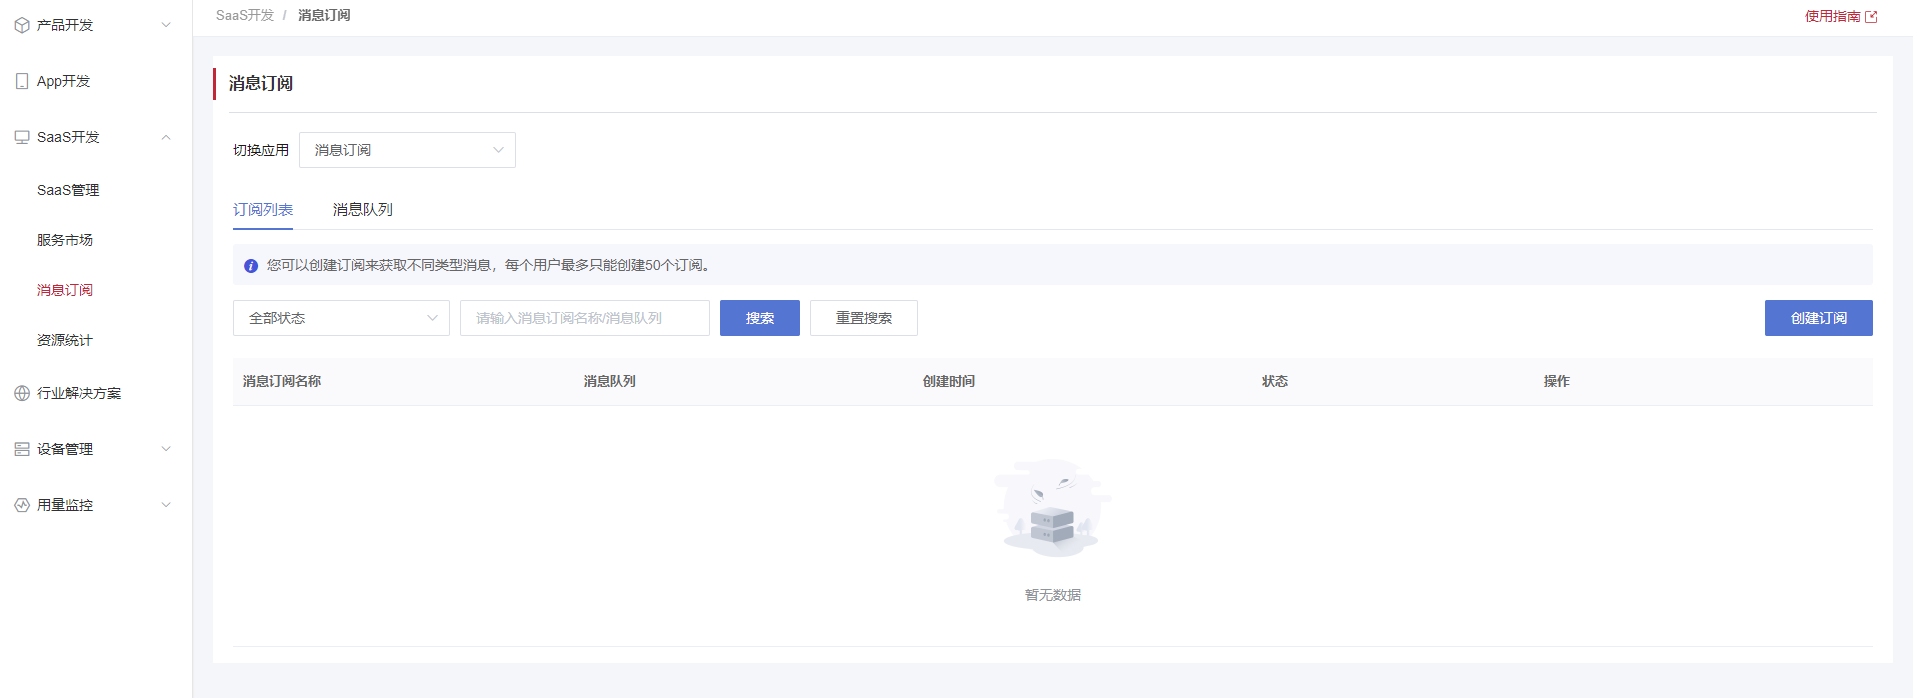 产品开发
App开发
SaaS开发
SaaS管理
服务市场
消息订阅
资源统计
行业解决方案
设备管理
用量监控
SaaS开发 / 消息订阅
使用指南
消息订阅
切换应用 消息订阅
订阅列表 消息队列
您可以创建订阅来获取不同类型消息，每个用户最多只能创建50个订阅。
全部状态 请输入消息订阅名称/消息队列 搜索 重置搜索 创建订阅
消息订阅名称 消息队列 创建时间 状态 操作
暂无数据